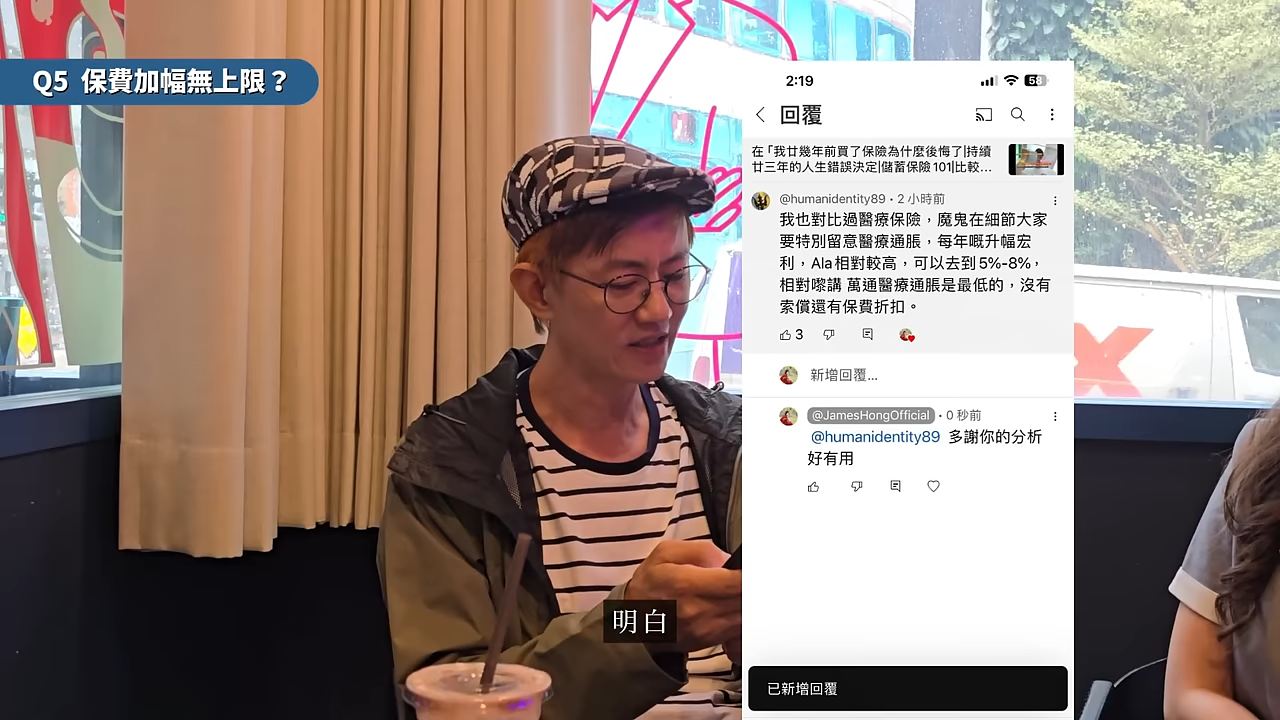 Q5 保費加幅無上限？
2:19
58
回覆
在「我廿幾年前買了保險為什麼後悔了|持續
廿三年的人生錯誤決定|儲蓄保險101|比較...
@humanidentity89 · 2 小時前
我也對比過醫療保險，魔鬼在細節大家
要特別留意醫療通脹，每年嘅升幅宏
利，Ala相對較高，可以去到5%-8%，
相對嚟講 萬通醫療通脹是最低的，沒有
索償還有保費折扣。
3
新增回覆...
@JamesHongOfficial · 0 秒前
@humanidentity89 多謝你的分析
好有用
明白
已新增回覆